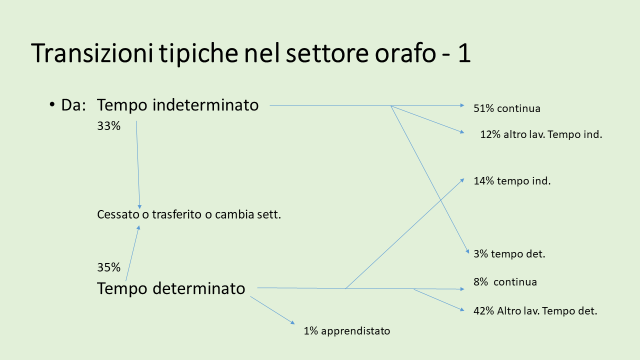 Transizioni tipiche nel settore orafo - 1
• Da: Tempo indeterminato
33%
51% continua
12% altro lav. Tempo ind.
14% tempo ind.
Cessato o trasferito o cambia sett.
3% tempo det.
35%
Tempo determinato
8% continua
42% Altro lav. Tempo det.
1% apprendistato